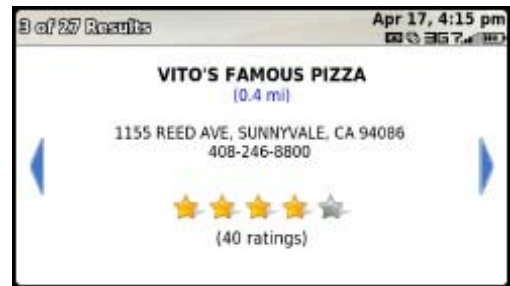 3 of 27 Results
Apr 17, 4:15 pm
3G
VITO'S FAMOUS PIZZA
(0.4 mi)
1155 REED AVE, SUNNYVALE, CA 94086
408-246-8800
(40 ratings)